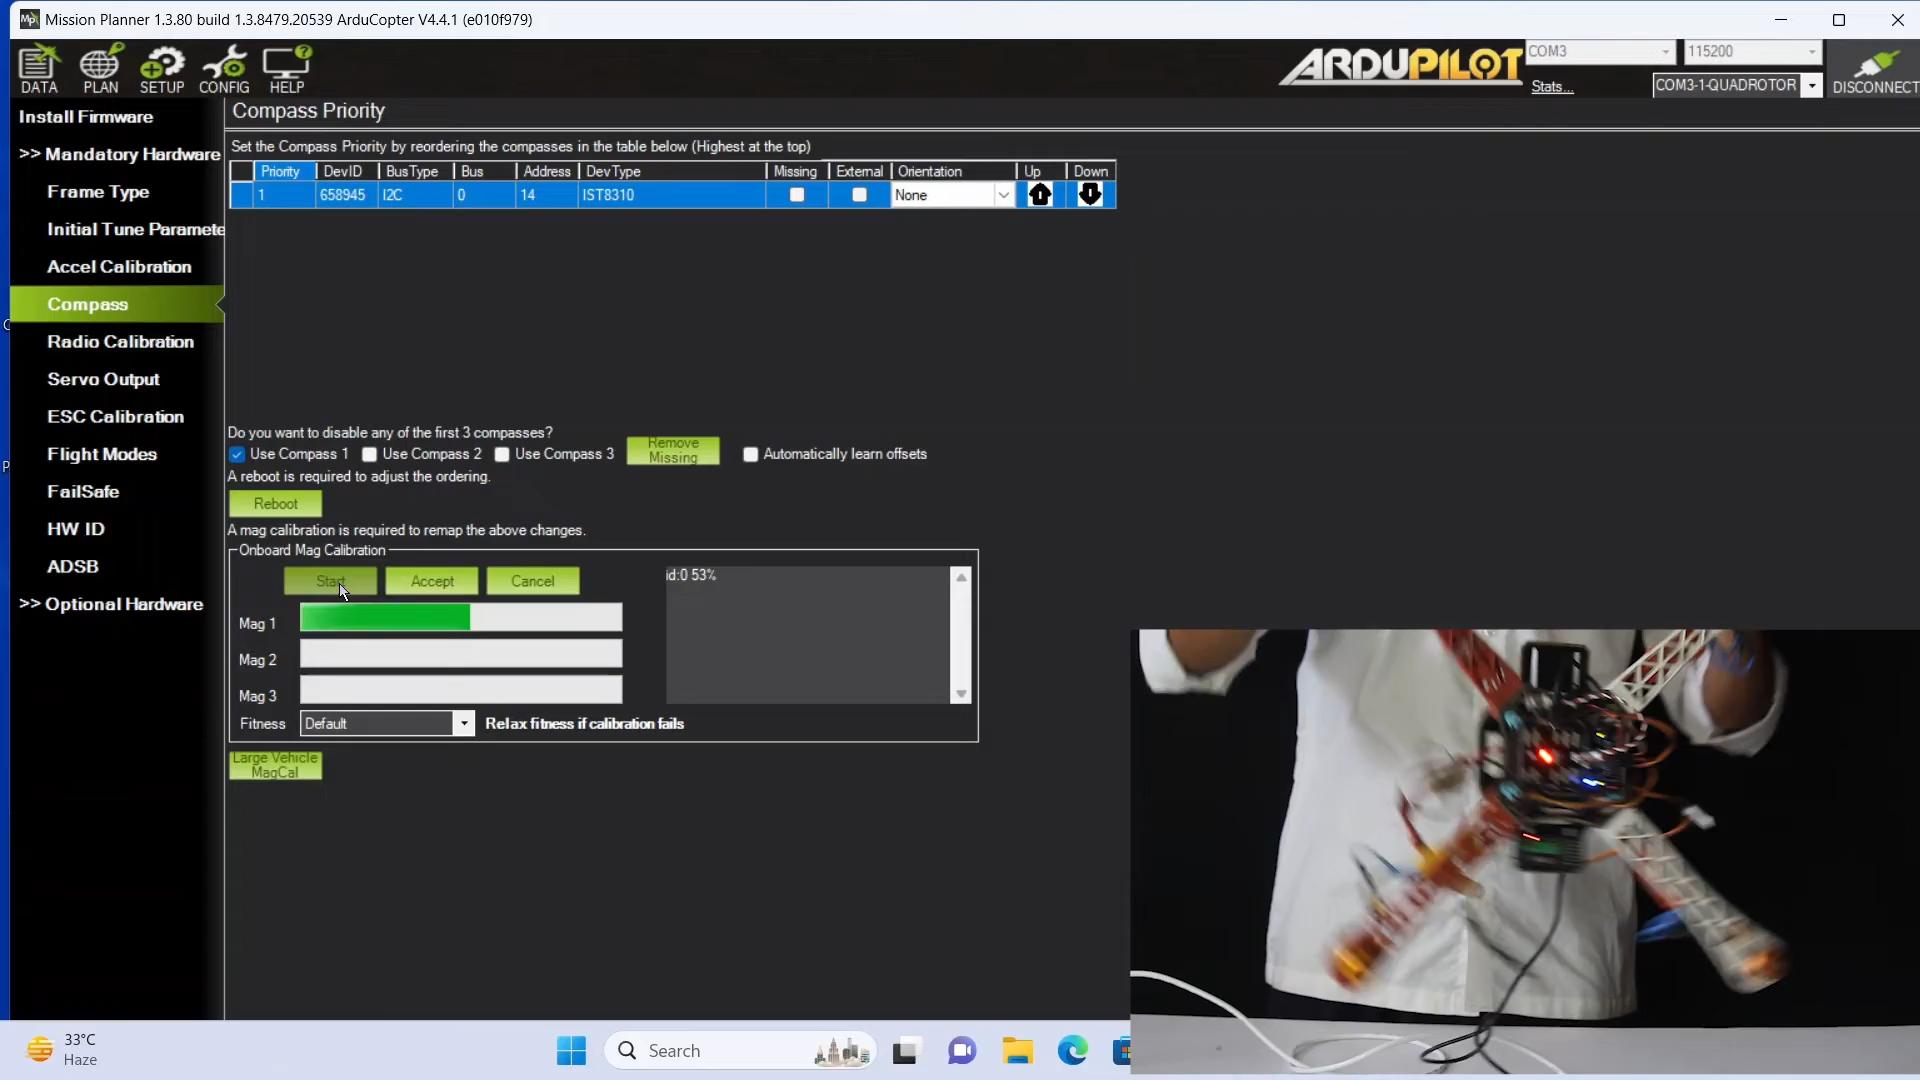 Mission Planner 1.3.80 build 1.3.8479.20539 ArduCopter V4.4.1 (e010f979)
DATA PLAN SETUP CONFIG HELP
ARDUPILOT
COM3 115200
Stats... COM3-1-QUADROTOR DISCONNECT
Install Firmware
>> Mandatory Hardware
Frame Type
Initial Tune Paramete
Accel Calibration
Compass
Radio Calibration
Servo Output
ESC Calibration
Flight Modes
FailSafe
HW ID
ADSB
>> Optional Hardware
Compass Priority
Set the Compass Priority by reordering the compasses in the table below (Highest at the top)
Priority DevID BusType Bus Address DevType Missing External Orientation Up Down
1 658945 I2C 0 14 IST8310 None
Do you want to disable any of the first 3 compasses?
Use Compass 1 Use Compass 2 Use Compass 3 Remove Missing Automatically learn offsets
A reboot is required to adjust the ordering.
Reboot
A mag calibration is required to remap the above changes.
Onboard Mag Calibration
Start Accept Cancel
id:0 53%
Mag 1
Mag 2
Mag 3
Fitness Default Relax fitness if calibration fails
Large Vehicle
MagCal
33°C
Haze
Search